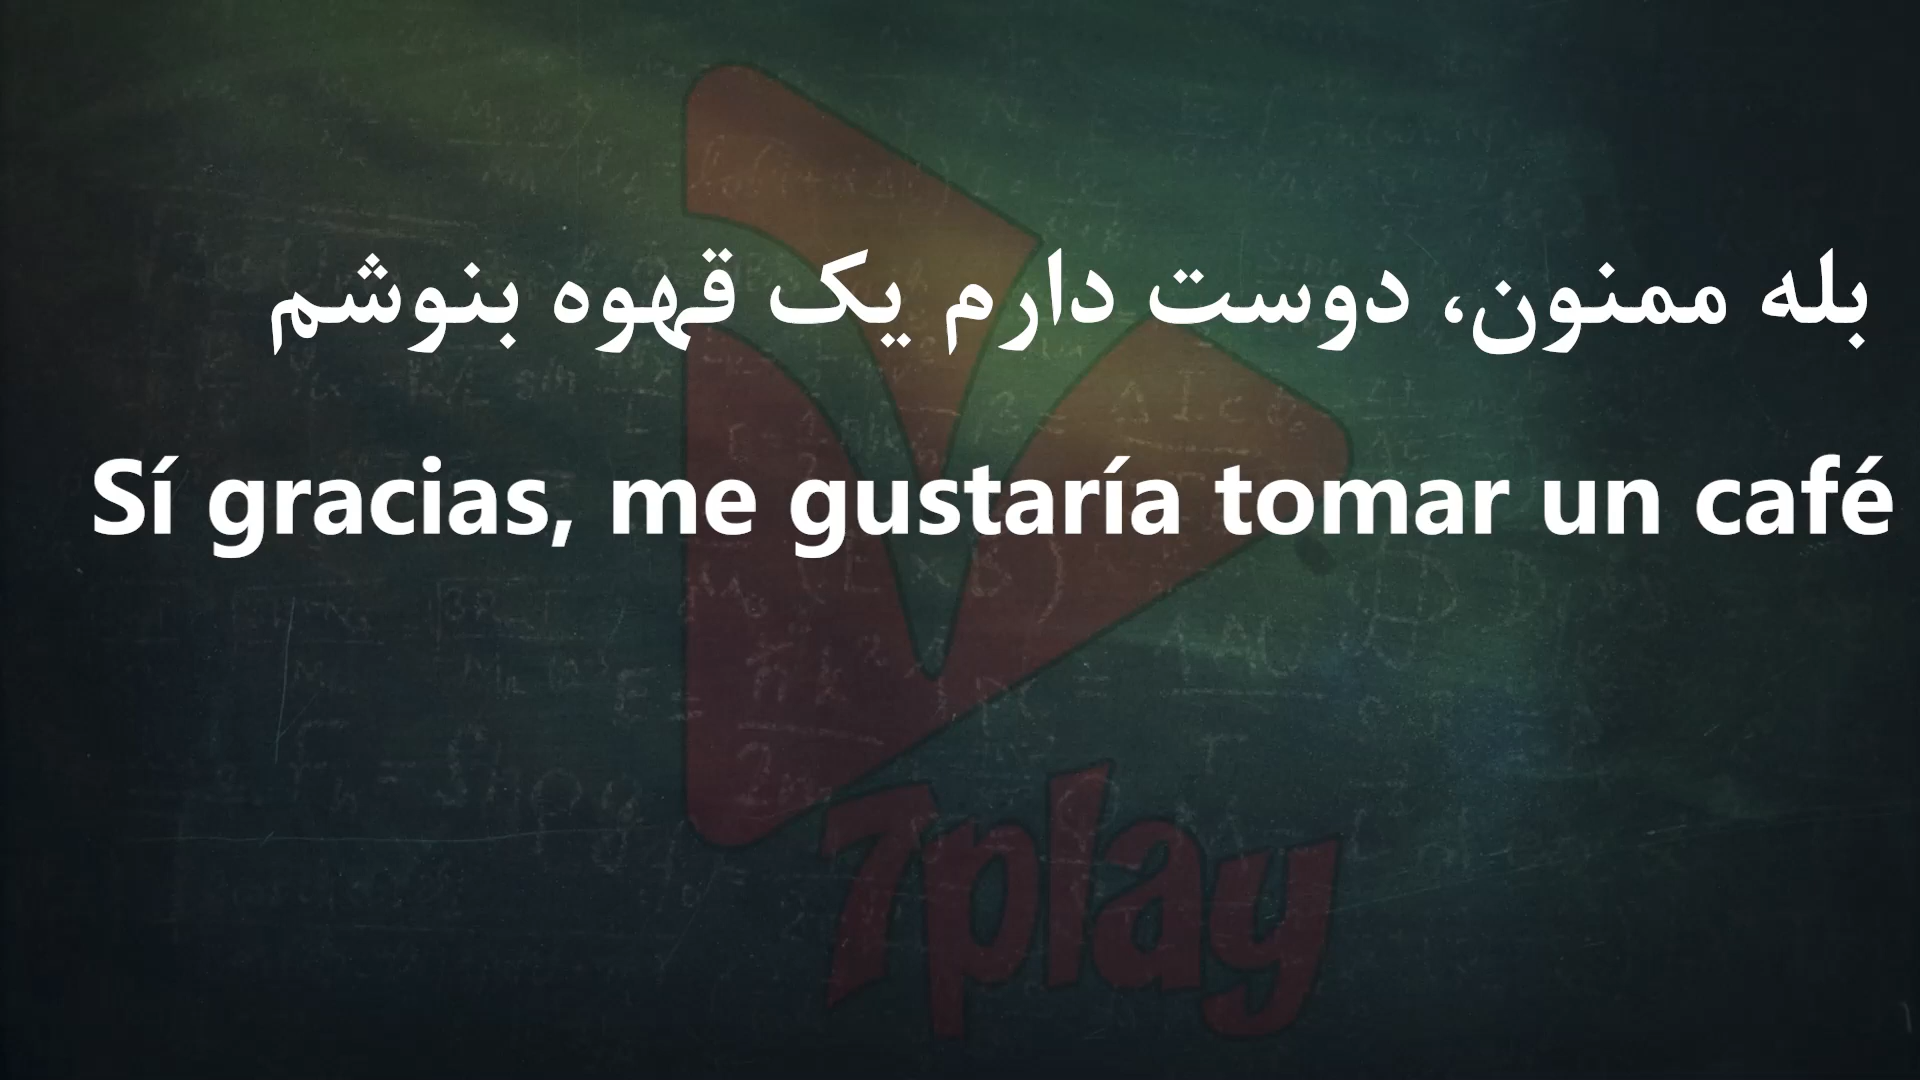 بله ممنون، دوست دارم یک قهوه بنوشم
Sí gracias, me gustaría tomar un café
7play